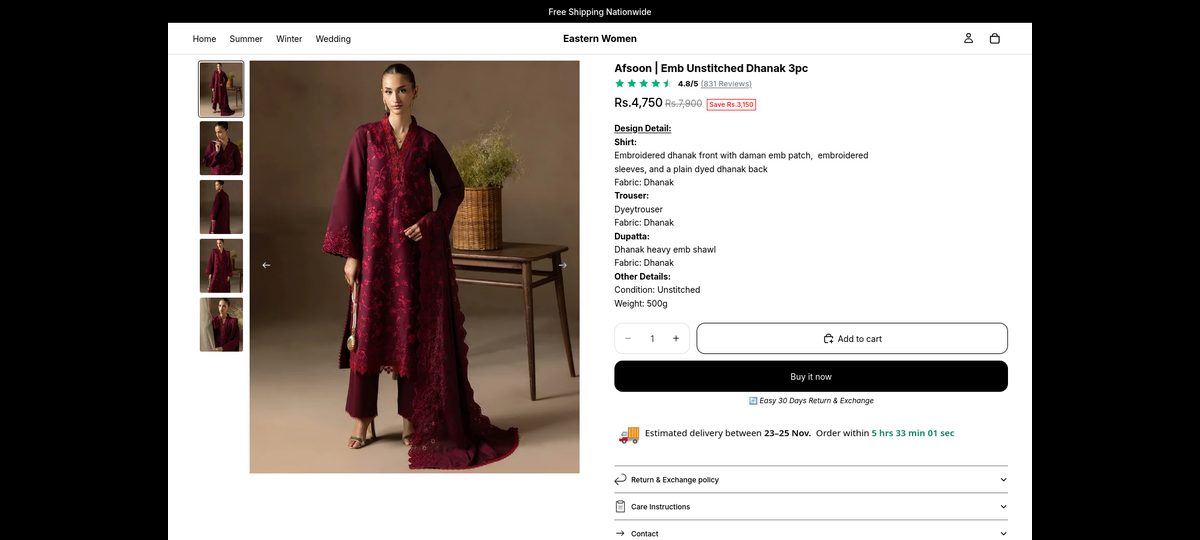 Free Shipping Nationwide
Home Summer Winter Wedding
Eastern Women
Afsoon | Emb Unstitched Dhanak 3pc
4.8/5 (831 Reviews)
Rs.4,750 Rs.7,900 Save Rs.3,150
Design Detail:
Shirt:
Embroidered dhanak front with daman emb patch, embroidered
sleeves, and a plain dyed dhanak back
Fabric: Dhanak
Trouser:
Dyeytrouser
Fabric: Dhanak
Dupatta:
Dhanak heavy emb shawl
Fabric: Dhanak
Other Details:
Condition: Unstitched
Weight: 500g
− 1 +
Add to cart
Buy it now
Easy 30 Days Return & Exchange
Estimated delivery between 23–25 Nov. Order within 5 hrs 33 min 01 sec
Return & Exchange policy
Care Instructions
Contact